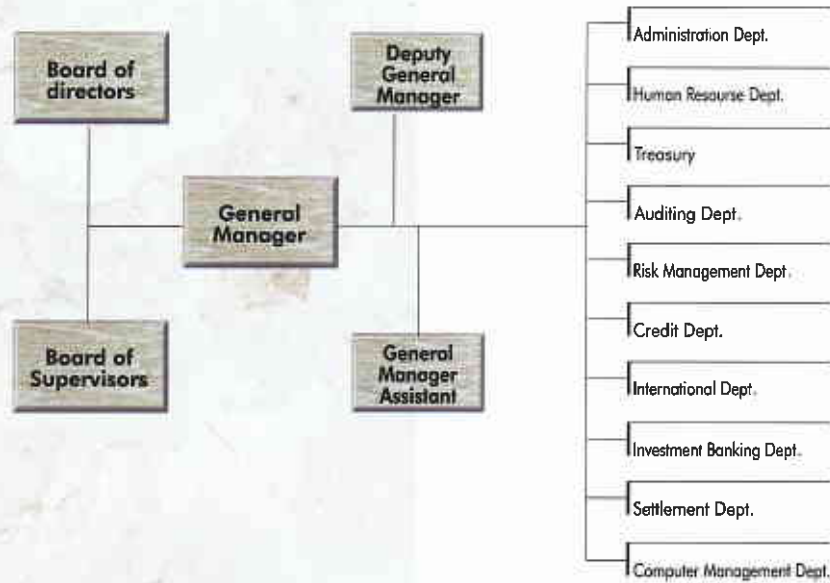 Board of
directors
Deputy
General
Manager
General
Manager
Board of
Supervisors
General
Manager
Assistant
Administration Dept.
Human Resourse Dept.
Treasury
Auditing Dept.
Risk Management Dept.
Credit Dept.
International Dept.
Investment Banking Dept.
Settlement Dept.
Computer Management Dept.